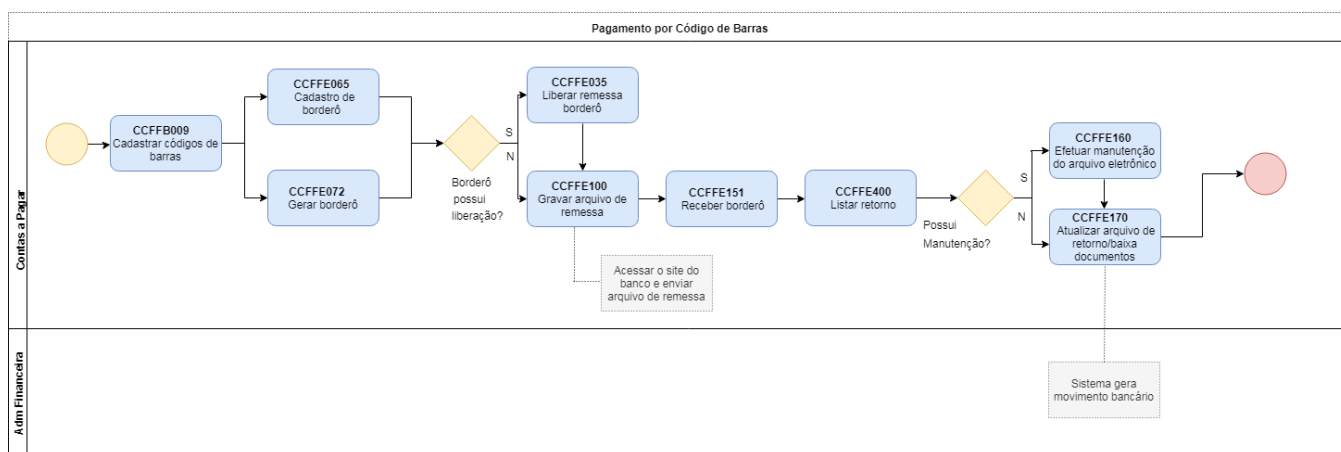 Pagamento por Código de Barras
Contas a Pagar
CCFFB009
Cadastrar códigos de
barras
CCFFE065
Cadastro de
borderô
CCFFE072
Gerar borderô
Borderô
possui
liberação?
S
N
CCFFE035
Liberar remessa
borderô
CCFFE100
Gravar arquivo de
remessa
Acessar o site do
banco e enviar
arquivo de remessa
CCFFE151
Receber borderô
CCFFE400
Listar retorno
Possui
Manutenção?
S
N
CCFFE160
Efetuar manutenção
do arquivo eletrônico
CCFFE170
Atualizar arquivo de
retorno/baixa
documentos
Adm Financeira
Sistema gera
movimento bancário